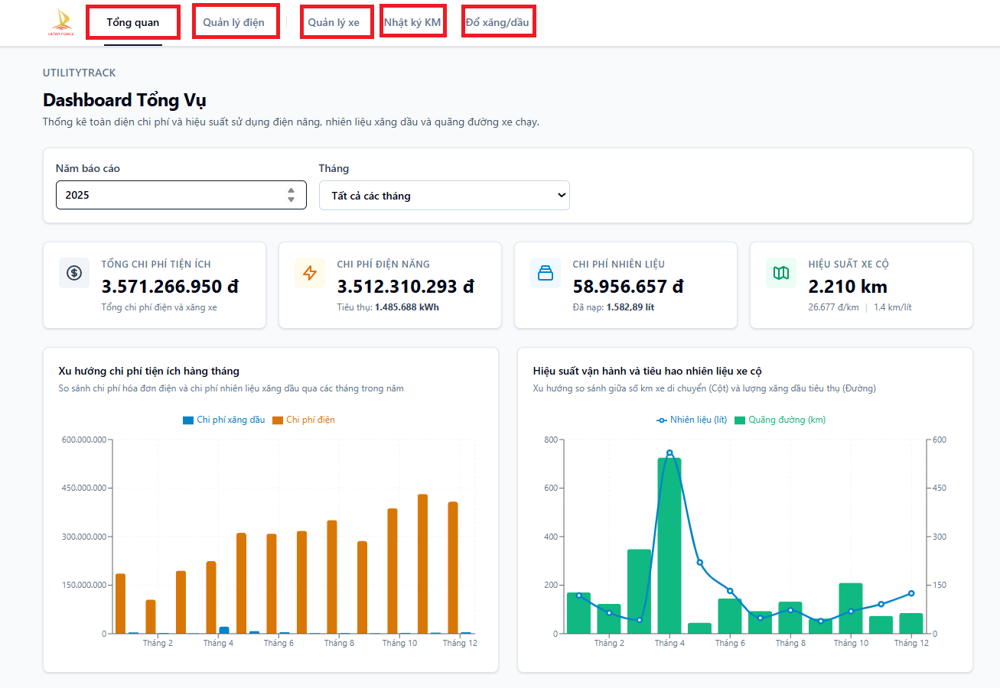 ULTRA FORCE
Tổng quan
Quản lý điện
Quản lý xe
Nhật ký KM
Đổ xăng/dầu
UTILITYTRACK
Dashboard Tổng Vụ
Thống kê toàn diện chi phí và hiệu suất sử dụng điện năng, nhiên liệu xăng dầu và quãng đường xe chạy.
Năm báo cáo
Tháng
2025
Tất cả các tháng
TỔNG CHI PHÍ TIỆN ÍCH
3.571.266.950 đ
Tổng chi phí điện và xăng xe
CHI PHÍ ĐIỆN NĂNG
3.512.310.293 đ
Tiêu thụ: 1.485.688 kWh
CHI PHÍ NHIÊN LIỆU
58.956.657 đ
Đã nạp: 1.582,89 lít
HIỆU SUẤT XE CỘ
2.210 km
26.677 đ/km | 1.4 km/lít
Xu hướng chi phí tiện ích hàng tháng
So sánh chi phí hóa đơn điện và chi phí nhiên liệu xăng dầu qua các tháng trong năm
Chi phí xăng dầu
Chi phí điện
600.000.000
450.000.000
300.000.000
150.000.000
0
Tháng 2
Tháng 4
Tháng 6
Tháng 8
Tháng 10
Tháng 12
Hiệu suất vận hành và tiêu hao nhiên liệu xe cộ
Xu hướng so sánh giữa số km xe di chuyển (Cột) và lượng xăng dầu tiêu thụ (Đường)
Nhiên liệu (lít)
Quãng đường (km)
800
600
400
200
0
600
450
300
150
0
Tháng 2
Tháng 4
Tháng 6
Tháng 8
Tháng 10
Tháng 12